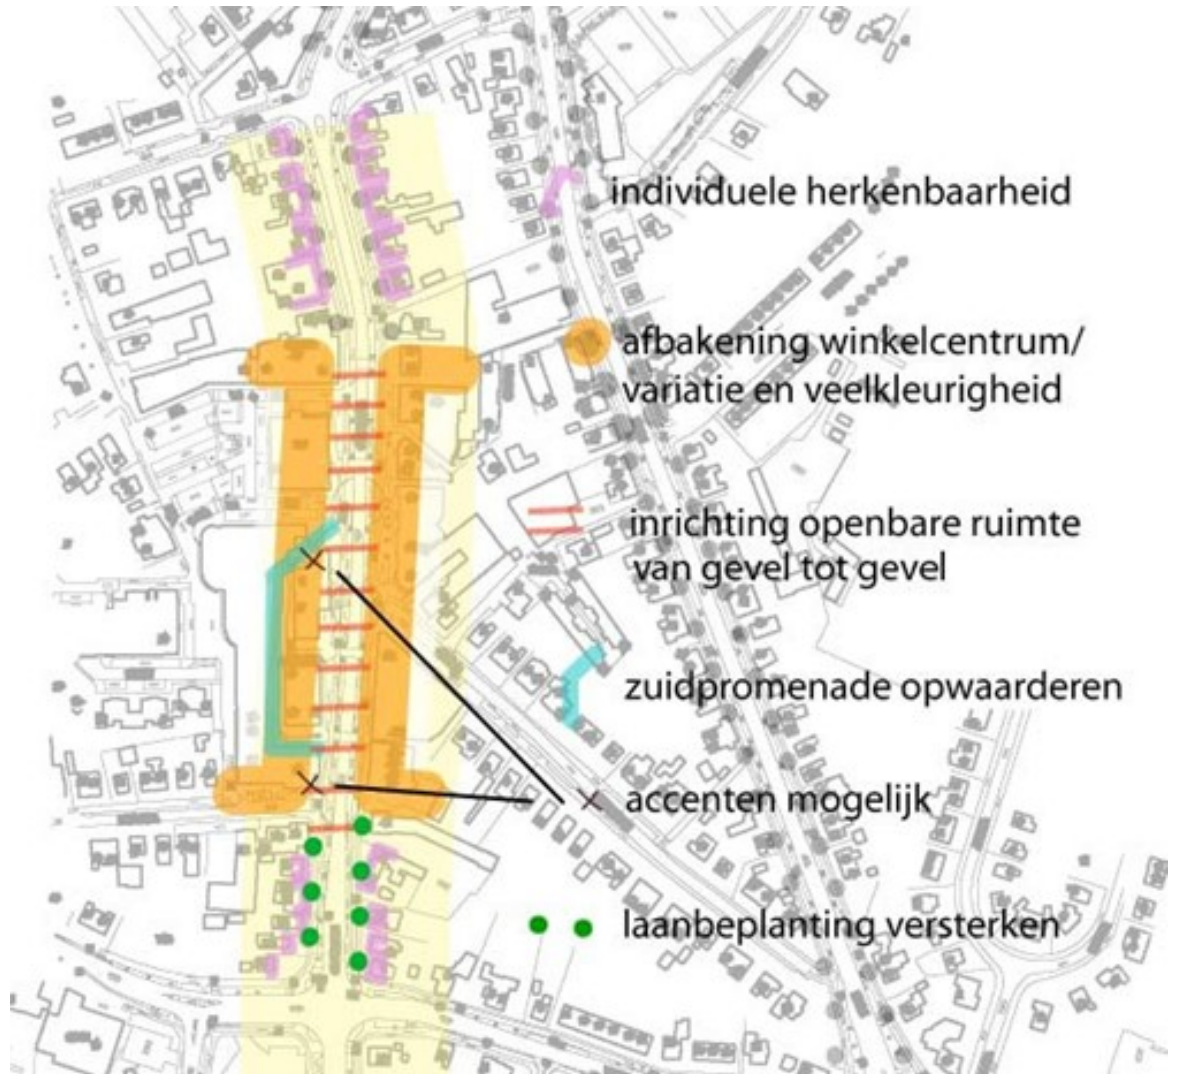 individuele herkenbaarheid
afbakening winkelcentrum/
variatie en veelkleurigheid
inrichting openbare ruimte
van gevel tot gevel
zuidpromenade opwaarderen
accenten mogelijk
laanbeplanting versterken